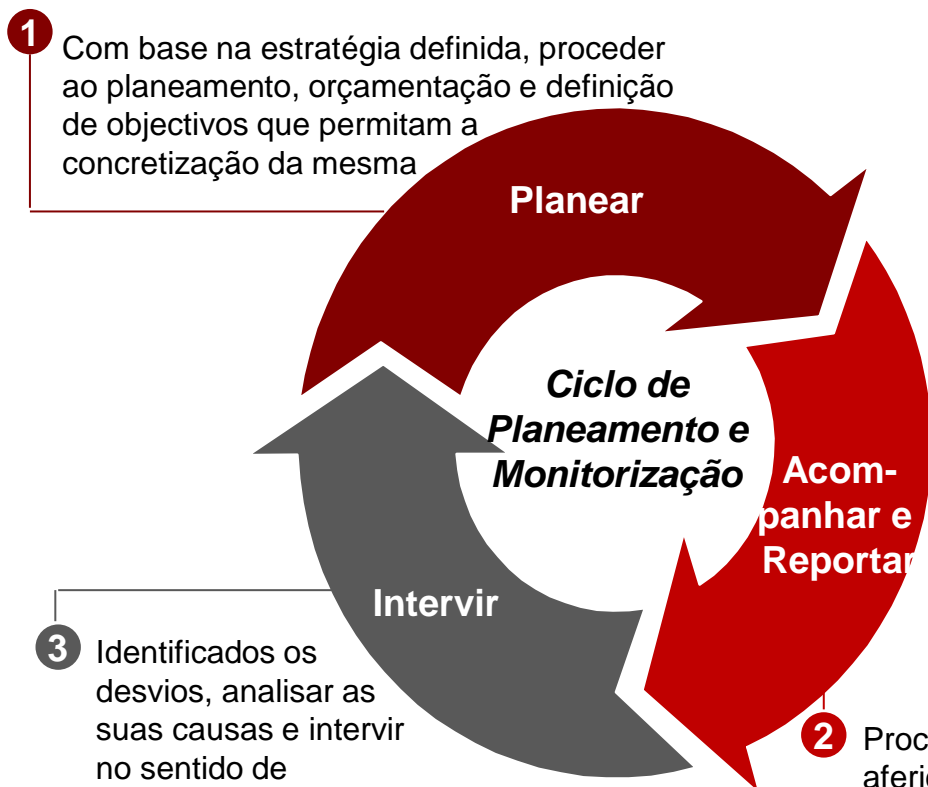 1
Com base na estratégia definida, proceder
ao planeamento, orçamentação e definição
de objectivos que permitam a
concretização da mesma
Planear
Ciclo de
Planeamento e
Monitorização
Acom-
panhar e
Reportar
Intervir
3
Identificados os
desvios, analisar as
suas causas e intervir
no sentido de
2